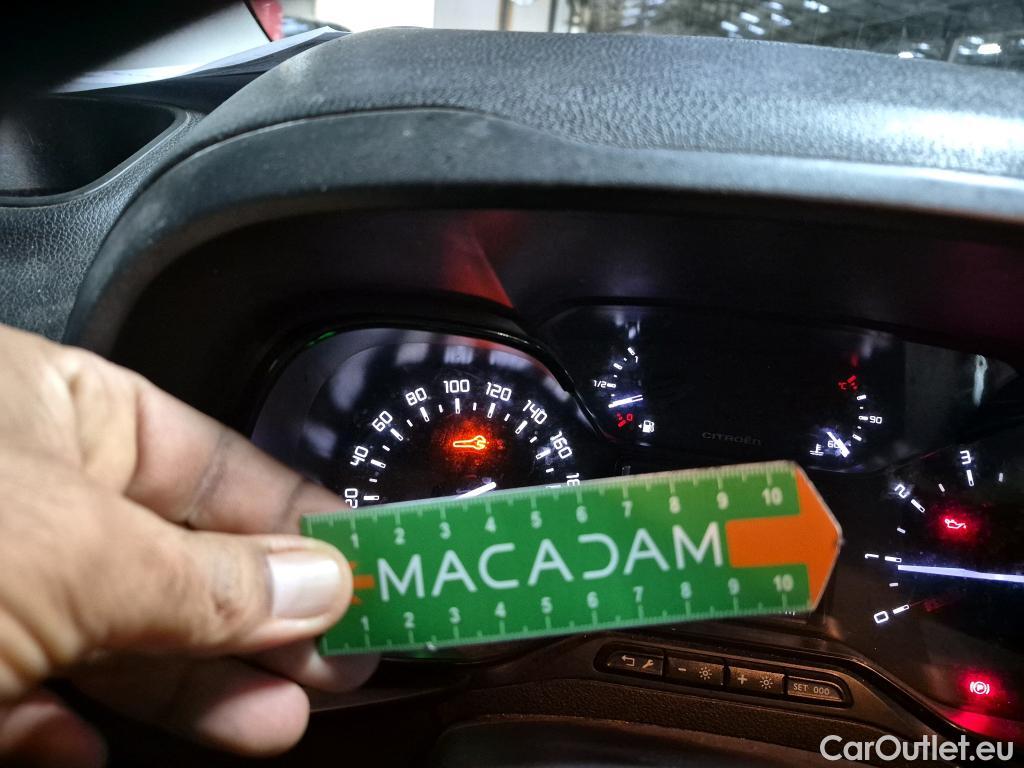 20 40 60 80 100 120 140 160
1/2 1
°C 90
60
CITROËN
0 1 2 3
1 2 3 4 5 6 7 8 9 10
MACADAM
1 2 3 4 5 6 7 8 9 10
- + SET 000
P
CarOutlet.eu